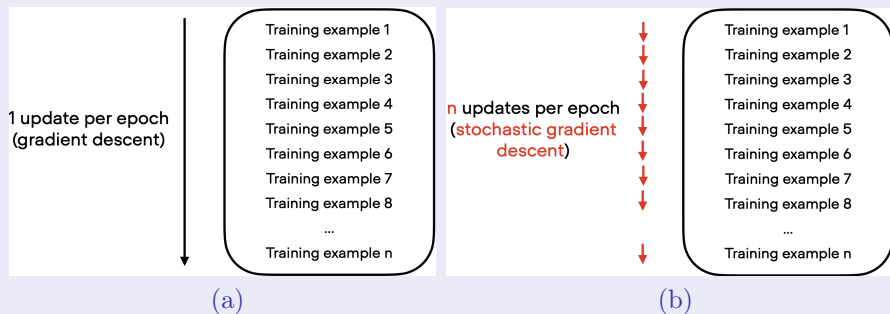 1 update per epoch
(gradient descent)
Training example 1
Training example 2
Training example 3
Training example 4
Training example 5
Training example 6
Training example 7
Training example 8
...
Training example n
(a)
n updates per epoch
(stochastic gradient
descent)
Training example 1
Training example 2
Training example 3
Training example 4
Training example 5
Training example 6
Training example 7
Training example 8
...
Training example n
(b)